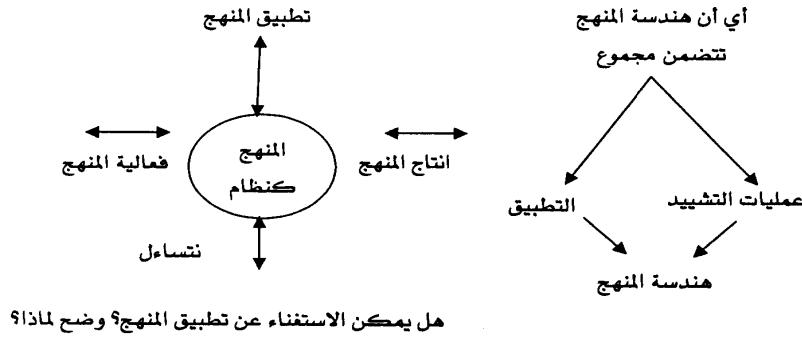 أي أن هندسة المنهج
تتضمن مجموع
عمليات التشييد
التطبيق
هندسة المنهج
تطبيق المنهج
انتاج المنهج
المنهج
كنظام
فعالية المنهج
نتساءل
هل يمكن الاستغناء عن تطبيق المنهج؟ وضح لماذا؟